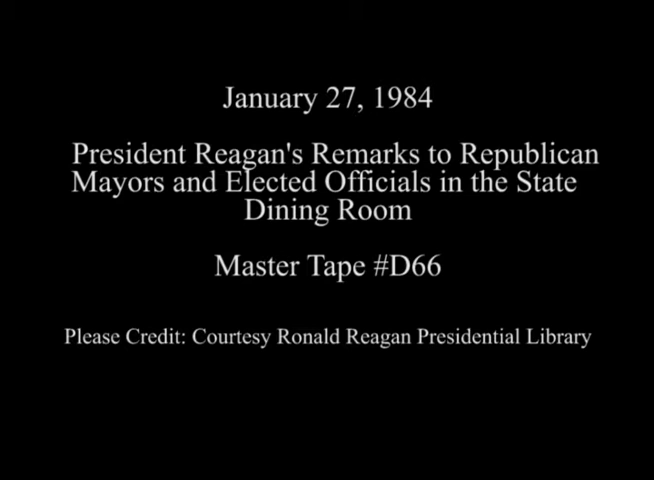 January 27, 1984
President Reagan's Remarks to Republican
Mayors and Elected Officials in the State
Dining Room
Master Tape #D66
Please Credit: Courtesy Ronald Reagan Presidential Library